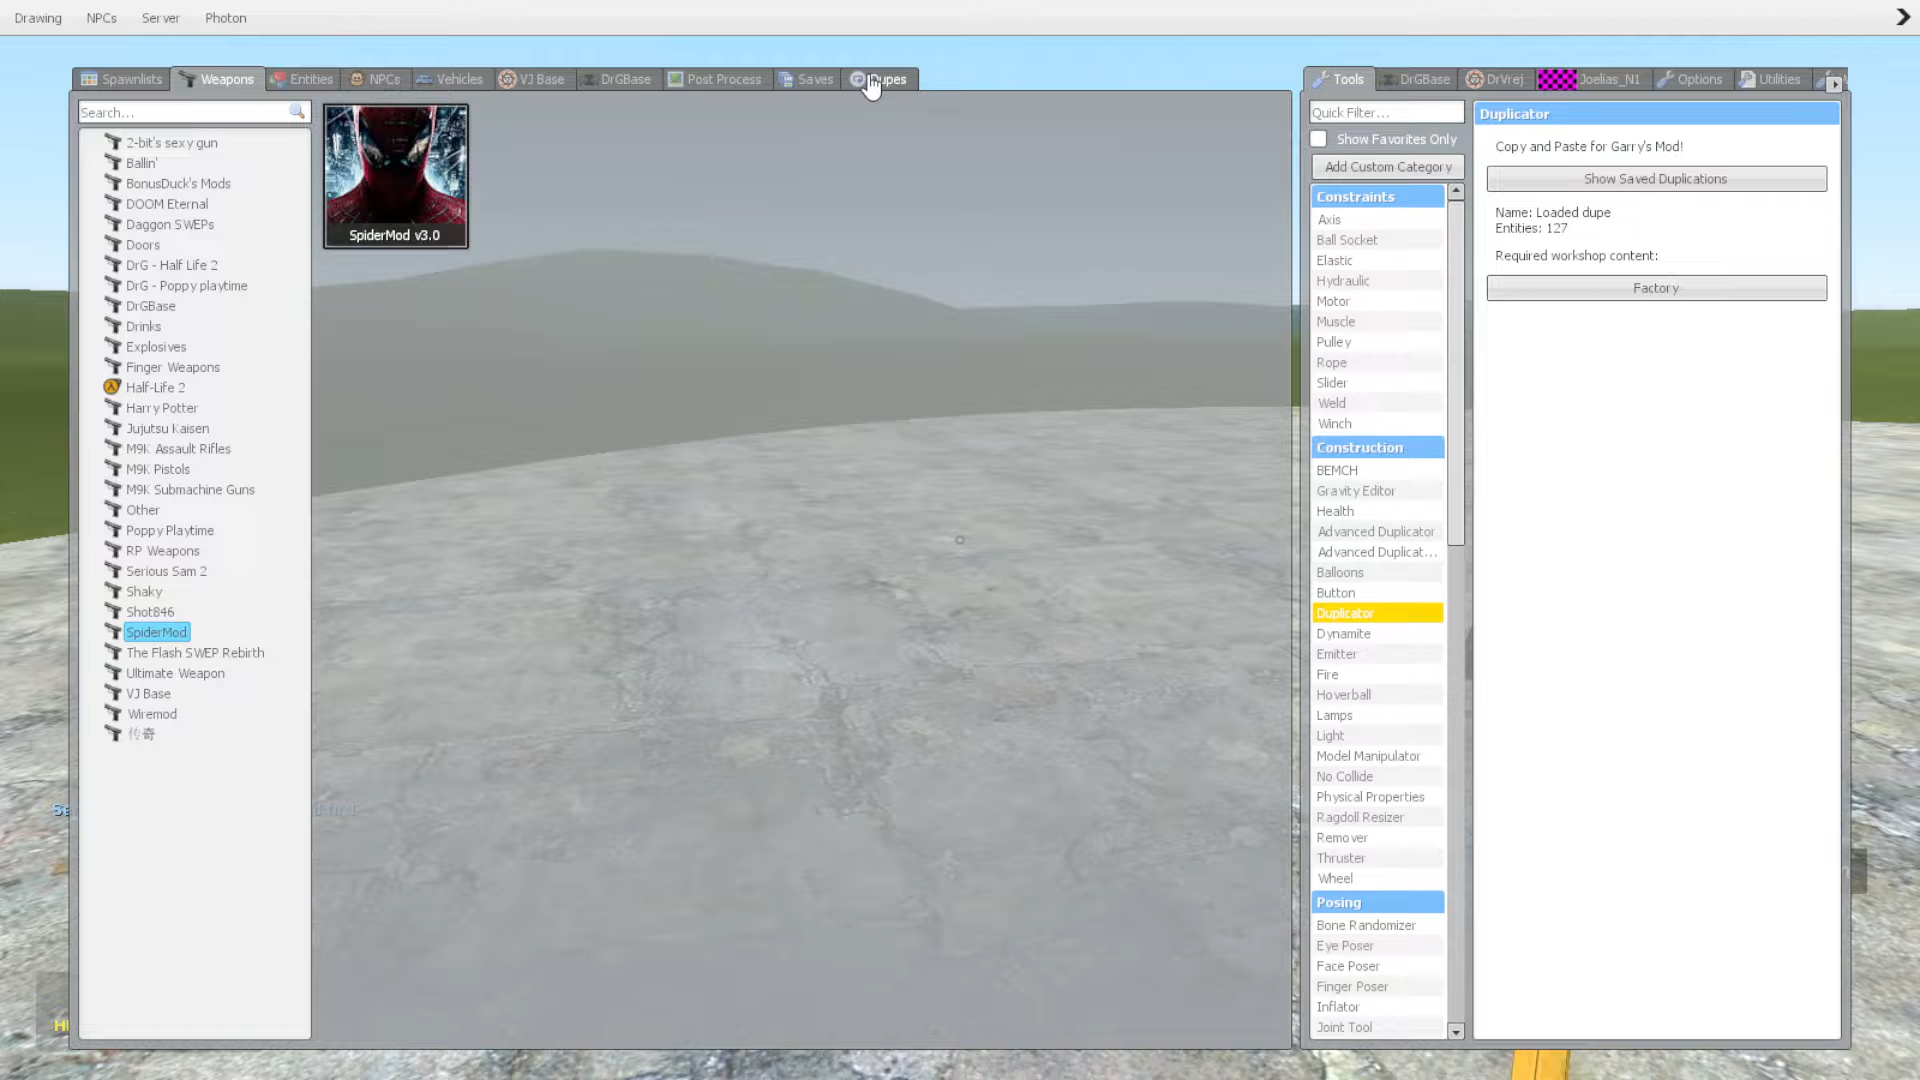 Drawing NPCs Server Photon
Spawnlists Weapons Entities NPCs Vehicles VJ Base DrGBase Post Process Saves Dupes
Search...
2-bit's sexy gun
Ballin'
BonusDuck's Mods
DOOM Eternal
Daggon SWEPs
Doors
DrG - Half Life 2
DrG - Poppy playtime
DrGBase
Drinks
Explosives
Finger Weapons
Half-Life 2
Harry Potter
Jujutsu Kaisen
M9K Assault Rifles
M9K Pistols
M9K Submachine Guns
Other
Poppy Playtime
RP Weapons
Serious Sam 2
Shaky
Shot846
SpiderMod
The Flash SWEP Rebirth
Ultimate Weapon
VJ Base
Wiremod
传奇
SpiderMod v3.0
Tools DrGBase DrVrej Joelias_N1 Options Utilities
Quick Filter...
Show Favorites Only
Add Custom Category
Constraints
Axis
Ball Socket
Elastic
Hydraulic
Motor
Muscle
Pulley
Rope
Slider
Weld
Winch
Construction
BEMCH
Gravity Editor
Health
Advanced Duplicator
Advanced Duplicat...
Balloons
Button
Duplicator
Dynamite
Emitter
Fire
Hoverball
Lamps
Light
Model Manipulator
No Collide
Physical Properties
Ragdoll Resizer
Remover
Thruster
Wheel
Posing
Bone Randomizer
Eye Poser
Face Poser
Finger Poser
Inflator
Joint Tool
Duplicator
Copy and Paste for Garry's Mod!
Show Saved Duplications
Name: Loaded dupe
Entities: 127
Required workshop content:
Factory